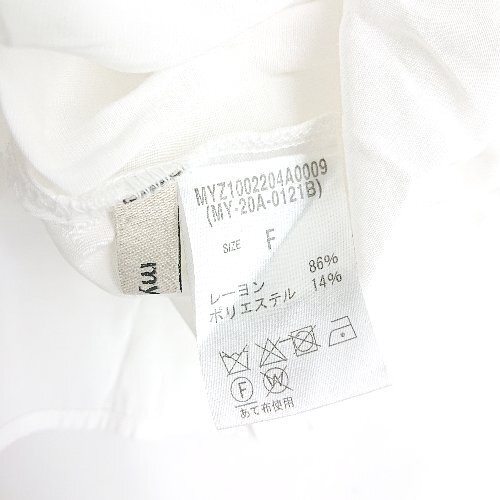 MYZ1002204A0009
(MY-20A-0121B)
SIZE F
レーヨン 86%
ポリエステル 14%
F W
あて布使用
my